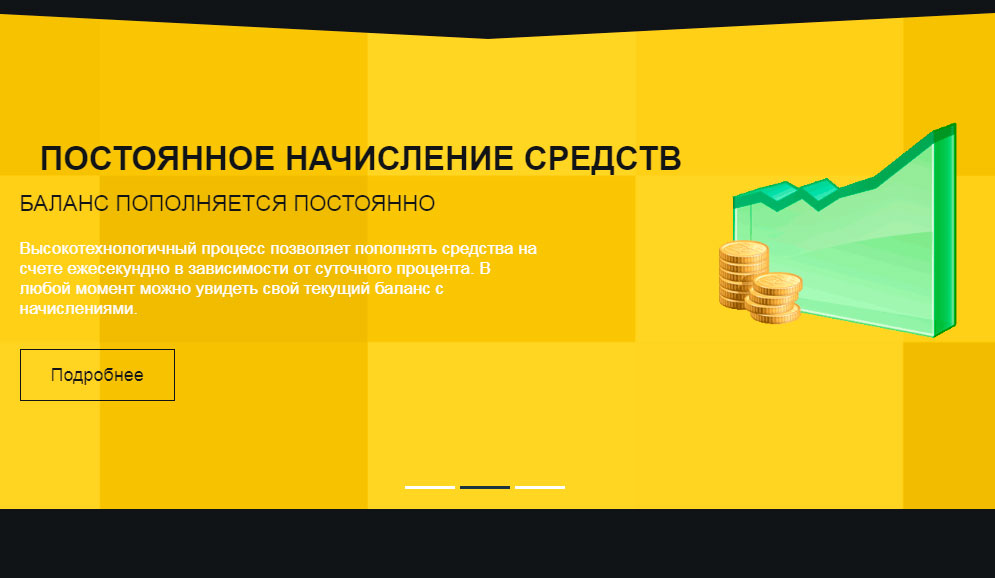 ПОСТОЯННОЕ НАЧИСЛЕНИЕ СРЕДСТВ
БАЛАНС ПОПОЛНЯЕТСЯ ПОСТОЯННО
Высокотехнологичный процесс позволяет пополнять средства на
счете ежесекундно в зависимости от суточного процента. В
любой момент можно увидеть свой текущий баланс с
начислениями.
Подробнее